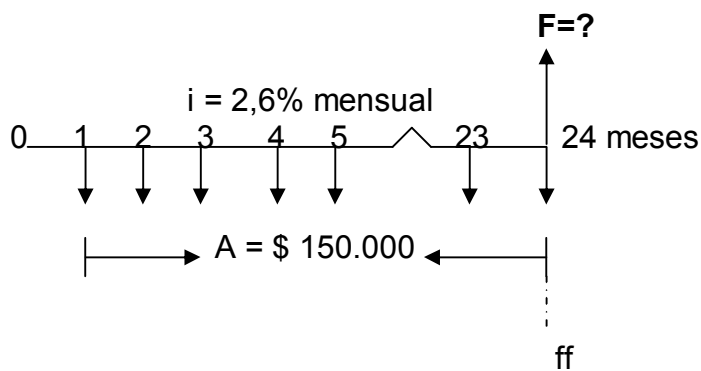 F=?
i = 2,6% mensual
0 1 2 3 4 5 23 24 meses
A = $ 150.000
ff